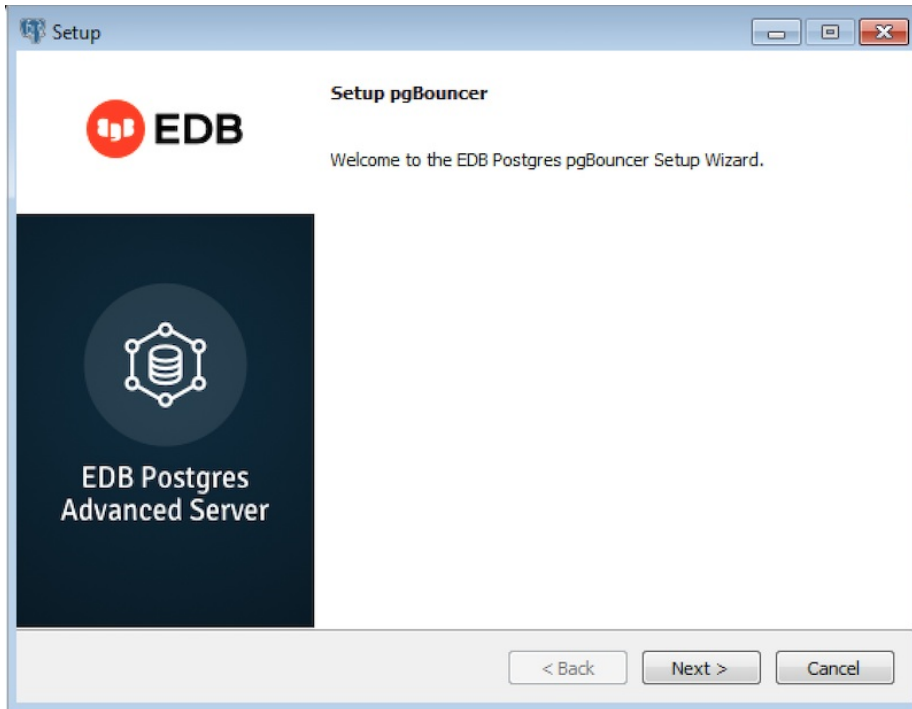 Setup
EDB
Setup pgBouncer
Welcome to the EDB Postgres pgBouncer Setup Wizard.
EDB Postgres
Advanced Server
< Back
Next >
Cancel